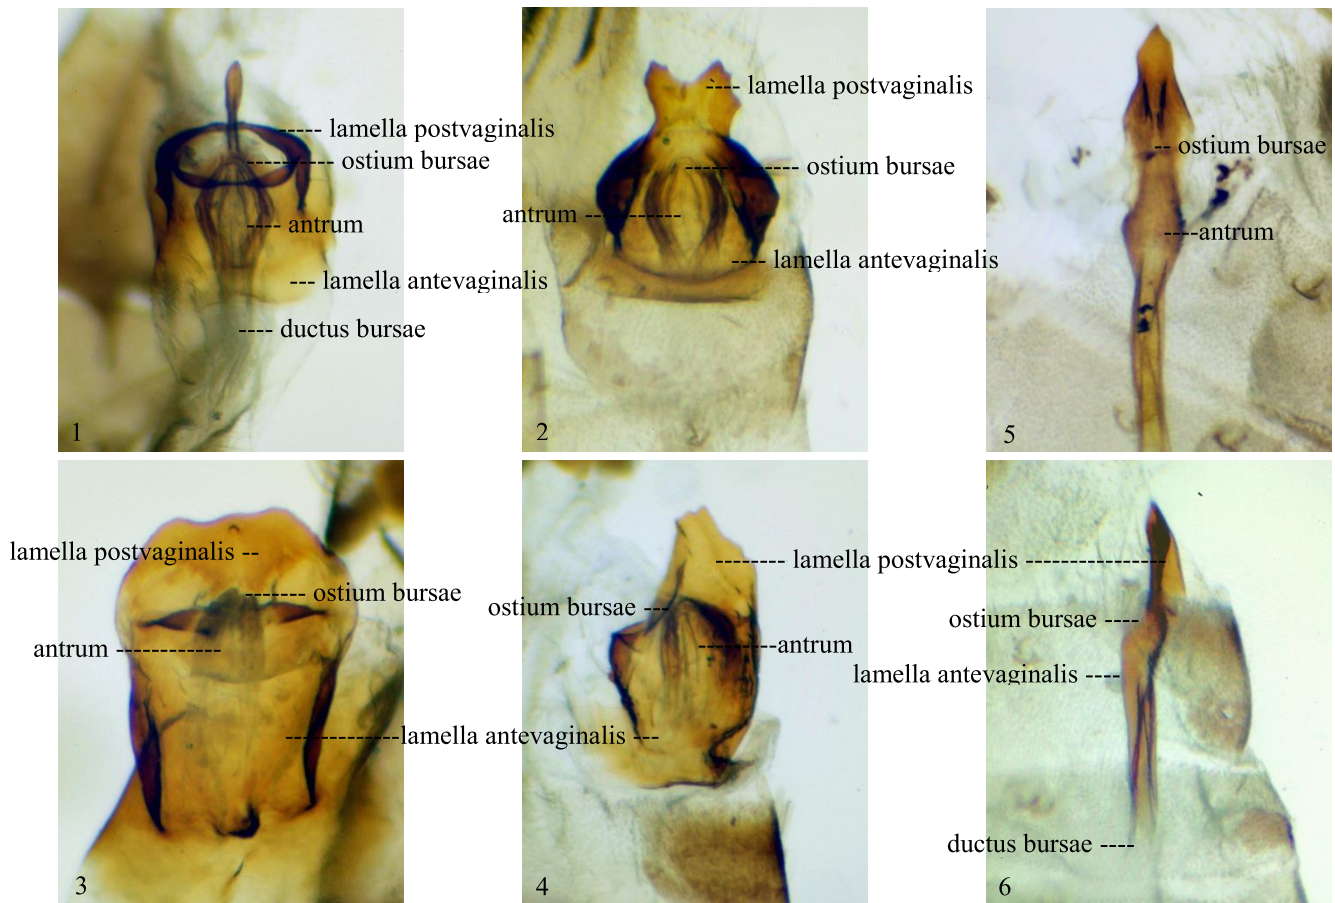 lamella postvaginalis
ostium bursae
antrum
lamella antevaginalis
ductus bursae
1
lamella postvaginalis
ostium bursae
antrum
lamella antevaginalis
2
ostium bursae
antrum
5
lamella postvaginalis
ostium bursae
antrum
lamella antevaginalis
3
lamella postvaginalis
ostium bursae
antrum
4
ostium bursae
lamella antevaginalis
ductus bursae
6